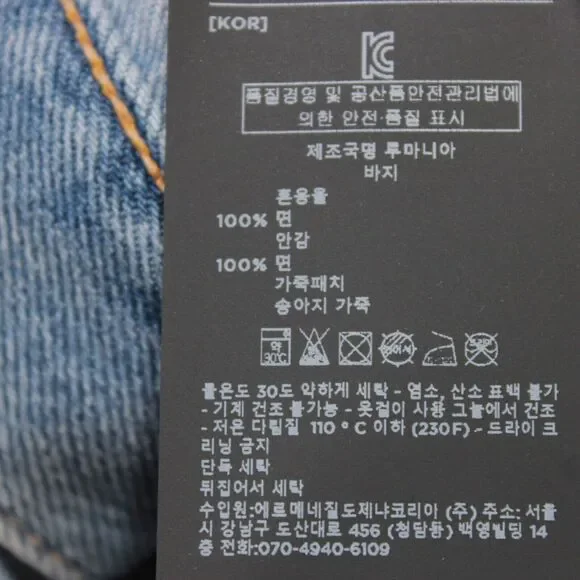 [KOR]
KC
품질경영 및 공산품안전관리법에
의한 안전·품질 표시
제조국명 루마니아
바지
혼용율
100% 면
안감
100% 면
가죽패치
송아지 가죽
약
30℃
물온도 30도 약하게 세탁 - 염소, 산소 표백 불가
- 기계 건조 불가능 - 옷걸이 사용 그늘에서 건조
- 저온 다림질 110 ° C 이하 (230F) - 드라이 크
리닝 금지
단독 세탁
뒤집어서 세탁
수입원:에르메네질도제냐코리아 (주) 주소: 서울
시 강남구 도산대로 456 (청담동) 백영빌딩 14
층 전화:070-4940-6109